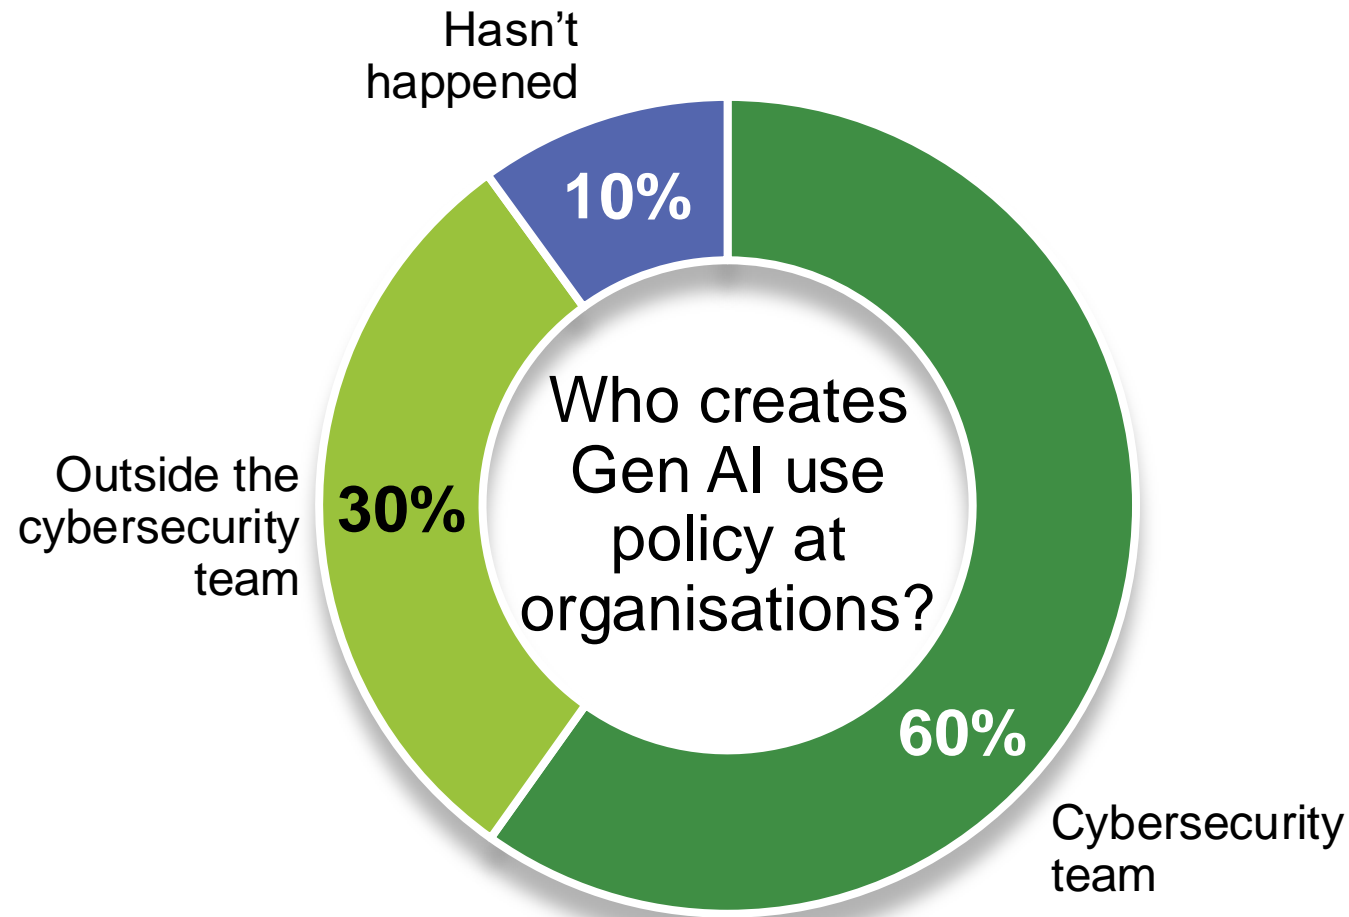 Hasn’t
happened
10%
Who creates
Gen AI use
policy at
organisations?
Outside the
cybersecurity
team
30%
60%
Cybersecurity
team